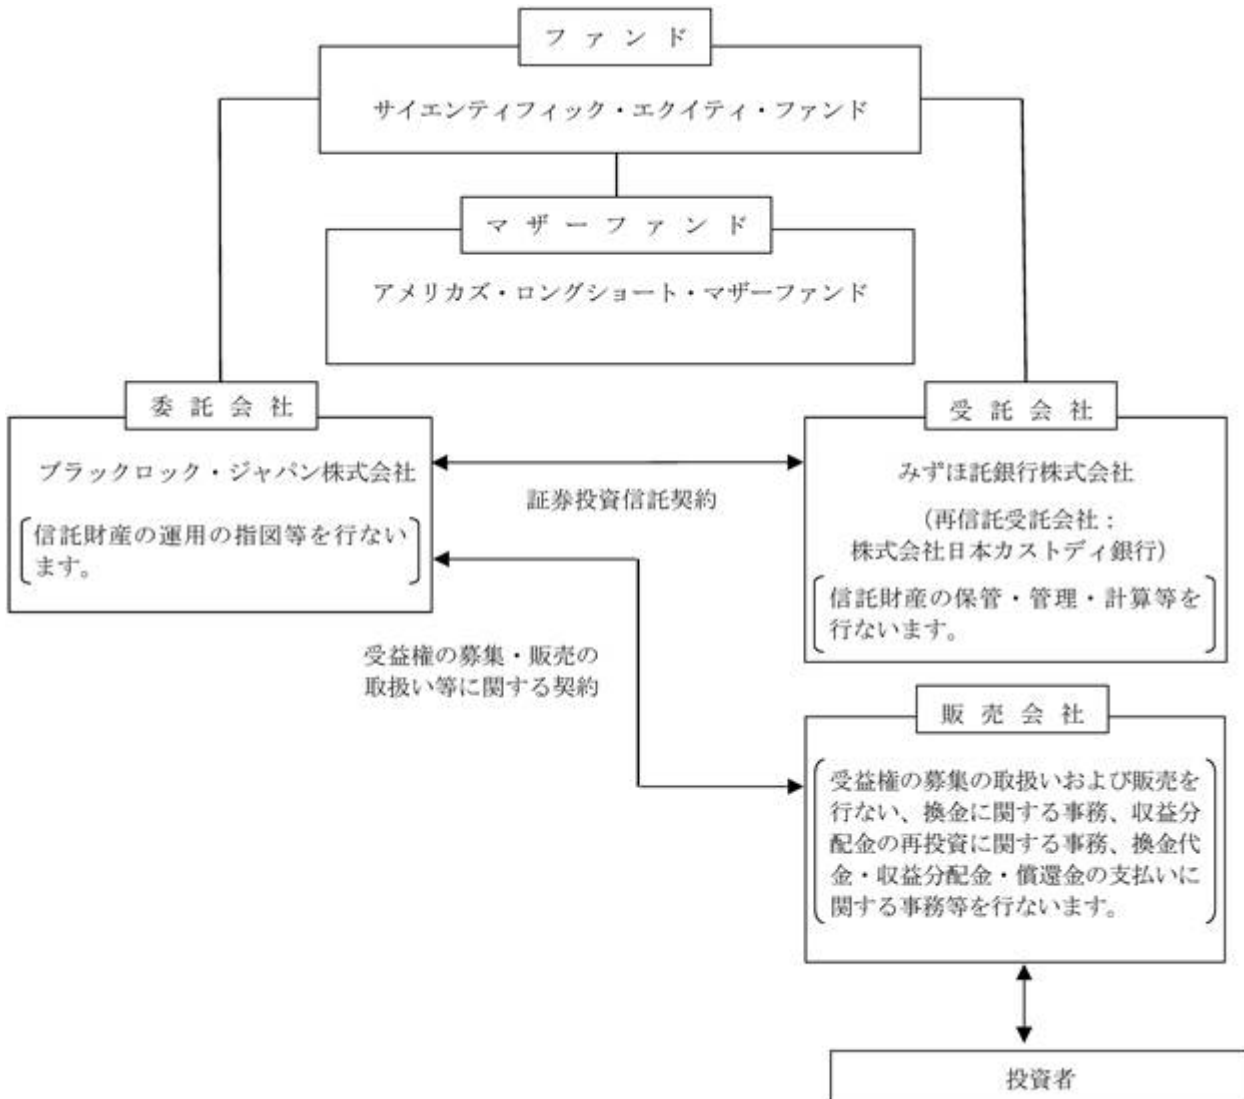 ファンド
サイエンティフィック・エクイティ・ファンド
マザーファンド
アメリカズ・ロングショート・マザーファンド
委託会社
ブラックロック・ジャパン株式会社
信託財産の運用の指図等を行ない
ます。
証券投資信託契約
受託会社
みずほ託銀行株式会社
(再信託受託会社:
株式会社日本カストディ銀行)
信託財産の保管・管理・計算等を
行ないます。
受益権の募集・販売の
取扱い等に関する契約
販売会社
受益権の募集の取扱いおよび販売を
行ない、換金に関する事務、収益分
配金の再投資に関する事務、換金代
金・収益分配金・償還金の支払いに
関する事務等を行ないます。
投資者